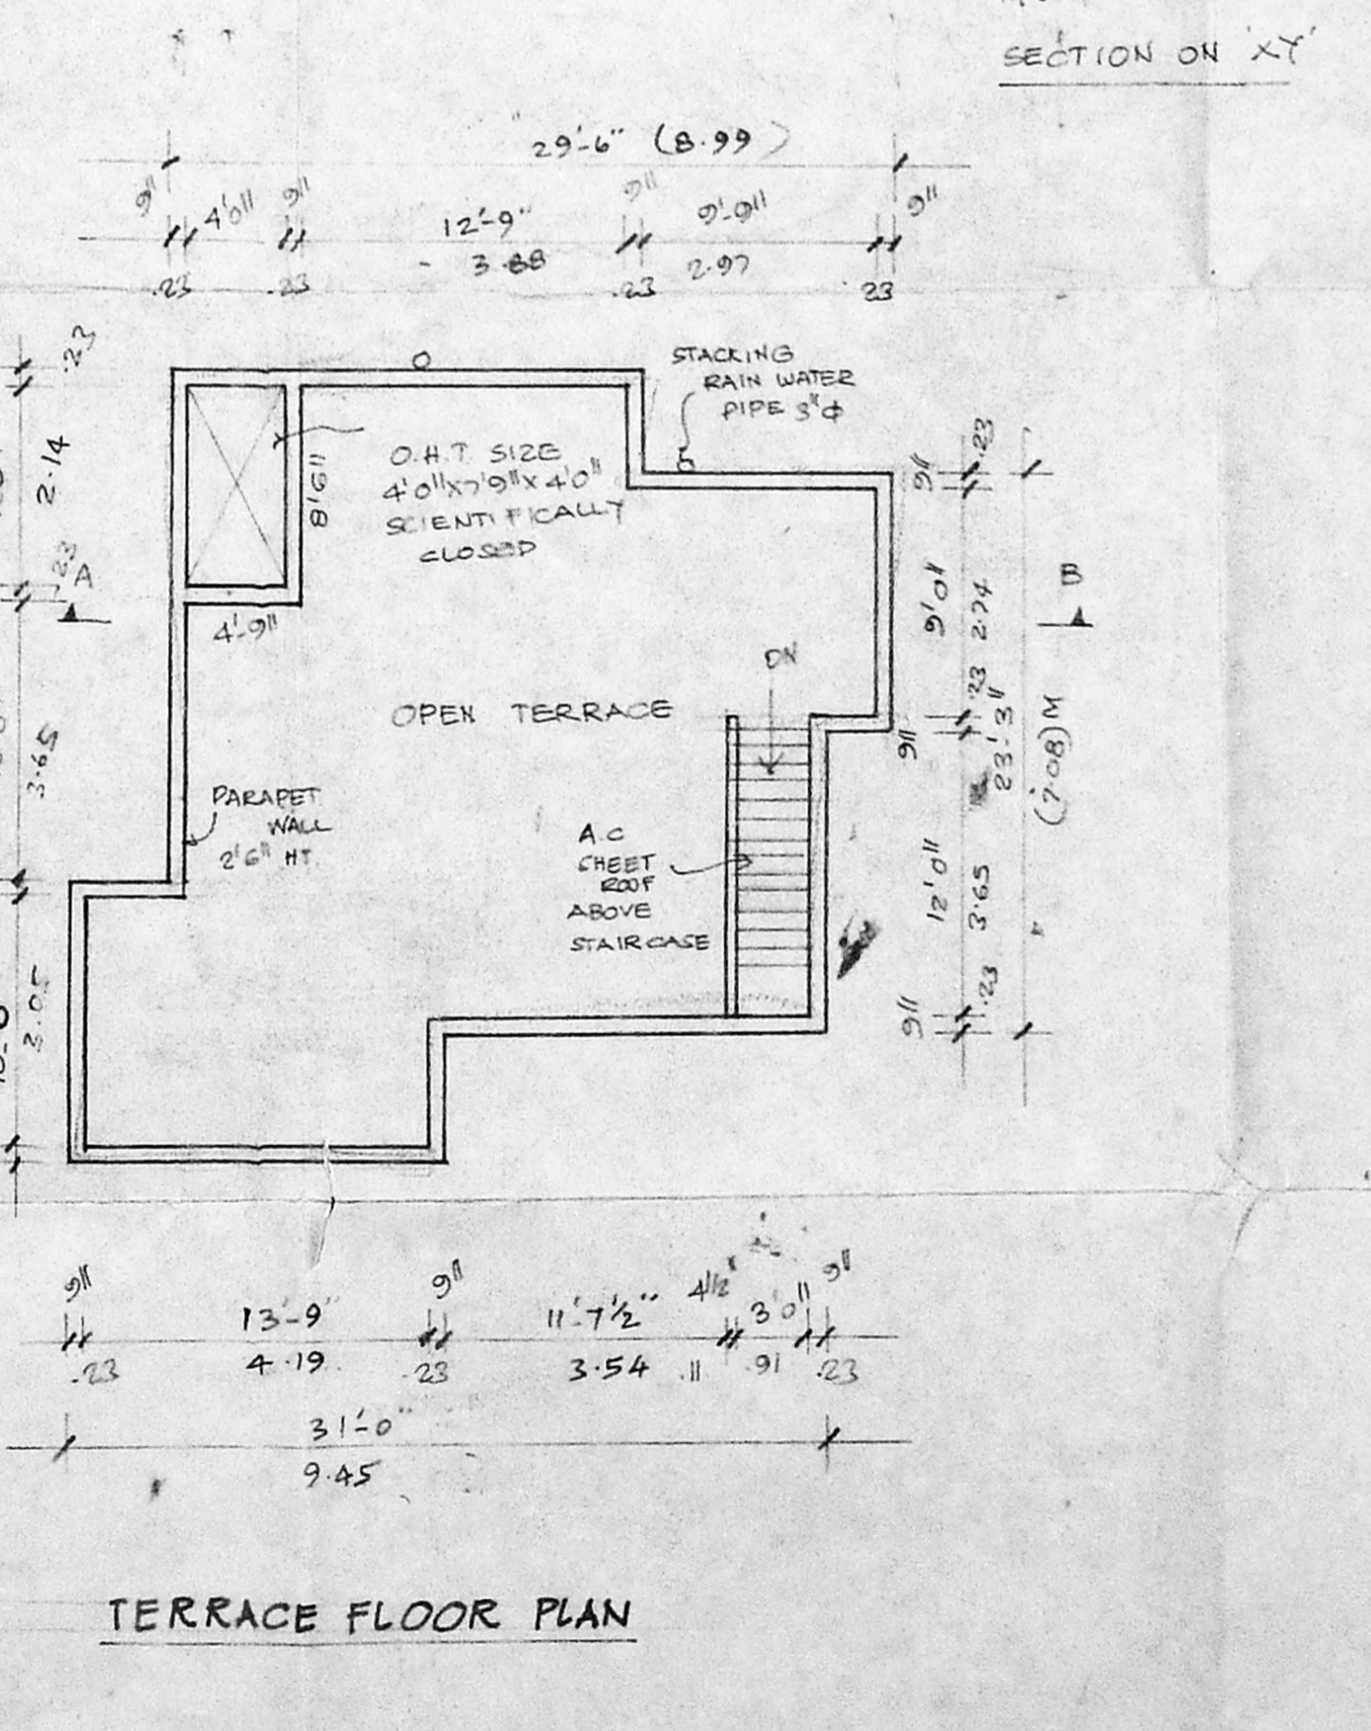 SECTION ON 'XY'
29'-6" (8.99)
9" 4'0" 9" 12'-9" 9" 9'-9" 9"
.23 .23 3.88 .23 2.97 .23
.23
2.14
.23
A
3.65
3.05
STACKING
RAIN WATER
PIPE 3"Φ
O.H.T. SIZE
4'0"X7'9"X4'0"
SCIENTIFICALLY
CLOSED
8'6"
4'-9"
DN
OPEN TERRACE
PARAPET
WALL
2'6" HT.
A.C
SHEET
ROOF
ABOVE
STAIRCASE
9" .23
9'0" 2.74
B
9" .23
23'-3"
(7.08)M
12'0" 3.65
9" .23
9" 13'-9" 9" 11'-7½" 4½" 3'0" 9"
.23 4.19 .23 3.54 .11 .91 .23
31'-0"
9.45
TERRACE FLOOR PLAN